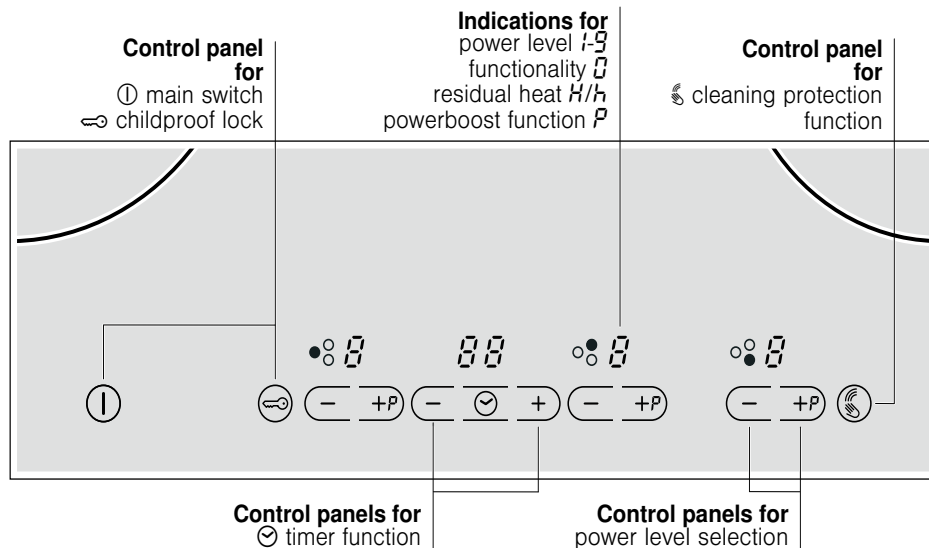 Control panel
for
main switch
childproof lock
Indications for
power level 1-9
functionality 0
residual heat H/h
powerboost function P
Control panel
for
cleaning protection
function
8 88 8 8
- +P - + - +P - +P
Control panels for
timer function
Control panels for
power level selection